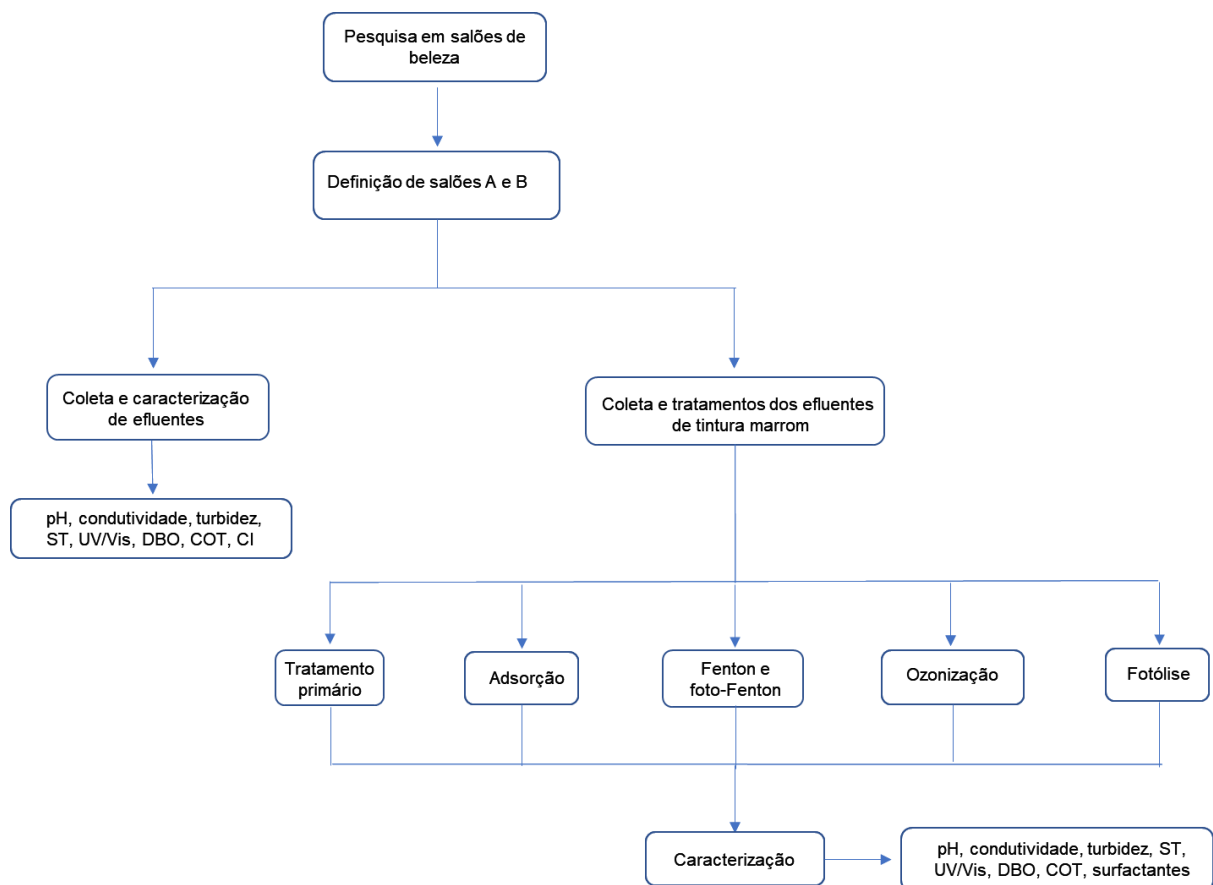 Pesquisa em salões de
beleza
Definição de salões A e B
Coleta e caracterização
de efluentes
Coleta e tratamentos dos efluentes
de tintura marrom
pH, condutividade, turbidez,
ST, UV/Vis, DBO, COT, CI
Tratamento
primário
Adsorção
Fenton e
foto-Fenton
Ozonização
Fotólise
Caracterização
pH, condutividade, turbidez, ST,
UV/Vis, DBO, COT, surfactantes